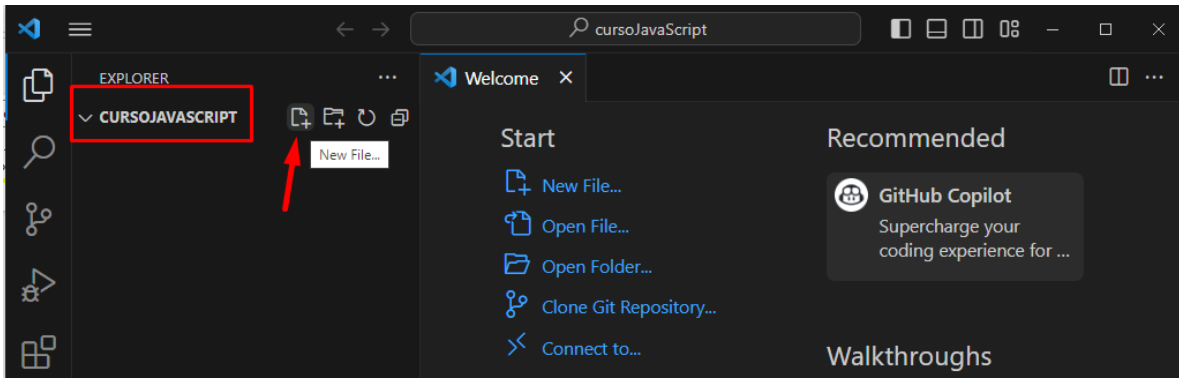 cursoJavaScript
EXPLORER
Welcome
CURSOJAVASCRIPT
New File...
Start
New File...
Open File...
Open Folder...
Clone Git Repository...
Connect to...
Recommended
GitHub Copilot
Supercharge your
coding experience for ...
Walkthroughs